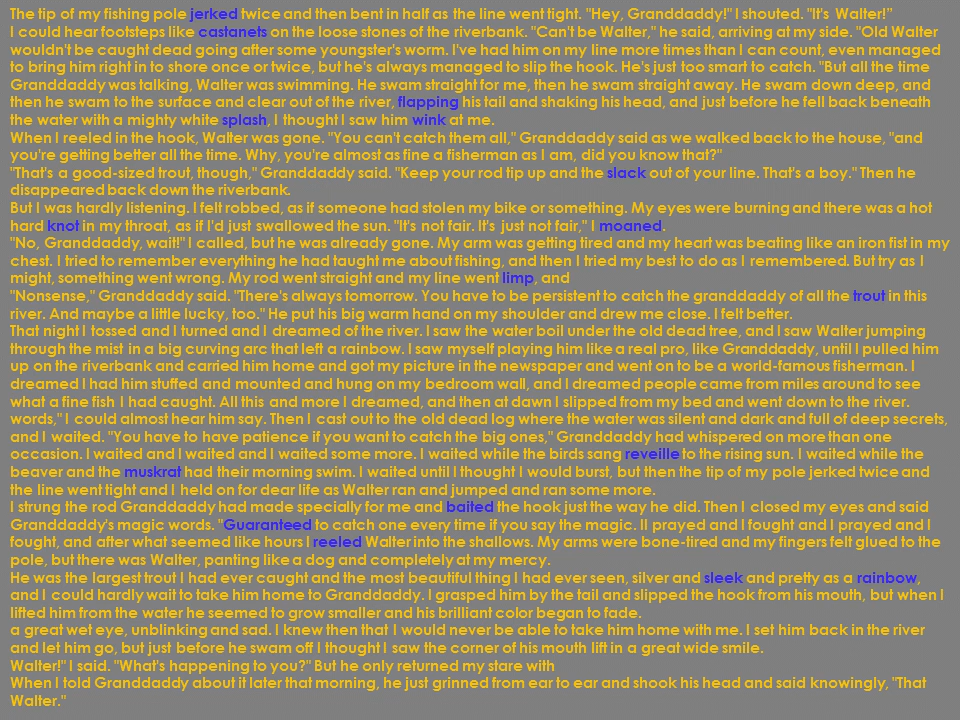 The tip of my fishing pole jerked twice and then bent in half as the line went tight. "Hey, Granddaddy!" I shouted. "It's Walter!"
I could hear footsteps like castanets on the loose stones of the riverbank. "Can't be Walter," he said, arriving at my side. "Old Walter
wouldn't be caught dead going after some youngster's worm. I've had him on my line more times than I can count, even managed
to bring him right in to shore once or twice, but he's always managed to slip the hook. He's just too smart to catch. "But all the time
Granddaddy was talking, Walter was swimming. He swam straight for me, then he swam straight away. He swam down deep, and
then he swam to the surface and clear out of the river, flapping his tail and shaking his head, and just before he fell back beneath
the water with a mighty white splash, I thought I saw him wink at me.
When I reeled in the hook, Walter was gone. "You can't catch them all," Granddaddy said as we walked back to the house, "and
you're getting better all the time. Why, you're almost as fine a fisherman as I am, did you know that?"
"That's a good-sized trout, though," Granddaddy said. "Keep your rod tip up and the slack out of your line. That's a boy." Then he
disappeared back down the riverbank.
But I was hardly listening. I felt robbed, as if someone had stolen my bike or something. My eyes were burning and there was a hot
hard knot in my throat, as if I'd just swallowed the sun. "It's not fair. It's just not fair," I moaned.
"No, Granddaddy, wait!" I called, but he was already gone. My arm was getting tired and my heart was beating like an iron fist in my
chest. I tried to remember everything he had taught me about fishing, and then I tried my best to do as I remembered. But try as I
might, something went wrong. My rod went straight and my line went limp, and
"Nonsense," Granddaddy said. "There's always tomorrow. You have to be persistent to catch the granddaddy of all the trout in this
river. And maybe a little lucky, too." He put his big warm hand on my shoulder and drew me close. I felt better.
That night I tossed and I turned and I dreamed of the river. I saw the water boil under the old dead tree, and I saw Walter jumping
through the mist in a big curving arc that left a rainbow. I saw myself playing him like a real pro, like Granddaddy, until I pulled him
up on the riverbank and carried him home and got my picture in the newspaper and went on to be a world-famous fisherman. I
dreamed I had him stuffed and mounted and hung on my bedroom wall, and I dreamed people came from miles around to see
what a fine fish I had caught. All this and more I dreamed, and then at dawn I slipped from my bed and went down to the river.
words," I could almost hear him say. Then I cast out to the old dead log where the water was silent and dark and full of deep secrets,
and I waited. "You have to have patience if you want to catch the big ones," Granddaddy had whispered on more than one
occasion. I waited and I waited and I waited some more. I waited while the birds sang reveille to the rising sun. I waited while the
beaver and the muskrat had their morning swim. I waited until I thought I would burst, but then the tip of my pole jerked twice and
the line went tight and I held on for dear life as Walter ran and jumped and ran some more.
I strung the rod Granddaddy had made specially for me and baited the hook just the way he did. Then I closed my eyes and said
Granddaddy's magic words. "Guaranteed to catch one every time if you say the magic. II prayed and I fought and I prayed and I
fought, and after what seemed like hours I reeled Walter into the shallows. My arms were bone-tired and my fingers felt glued to the
pole, but there was Walter, panting like a dog and completely at my mercy.
He was the largest trout I had ever caught and the most beautiful thing I had ever seen, silver and sleek and pretty as a rainbow,
and I could hardly wait to take him home to Granddaddy. I grasped him by the tail and slipped the hook from his mouth, but when I
lifted him from the water he seemed to grow smaller and his brilliant color began to fade.
a great wet eye, unblinking and sad. I knew then that I would never be able to take him home with me. I set him back in the river
and let him go, but just before he swam off I thought I saw the corner of his mouth lift in a great wide smile.
Walter!" I said. "What's happening to you?" But he only returned my stare with
When I told Granddaddy about it later that morning, he just grinned from ear to ear and shook his head and said knowingly, "That
Walter."